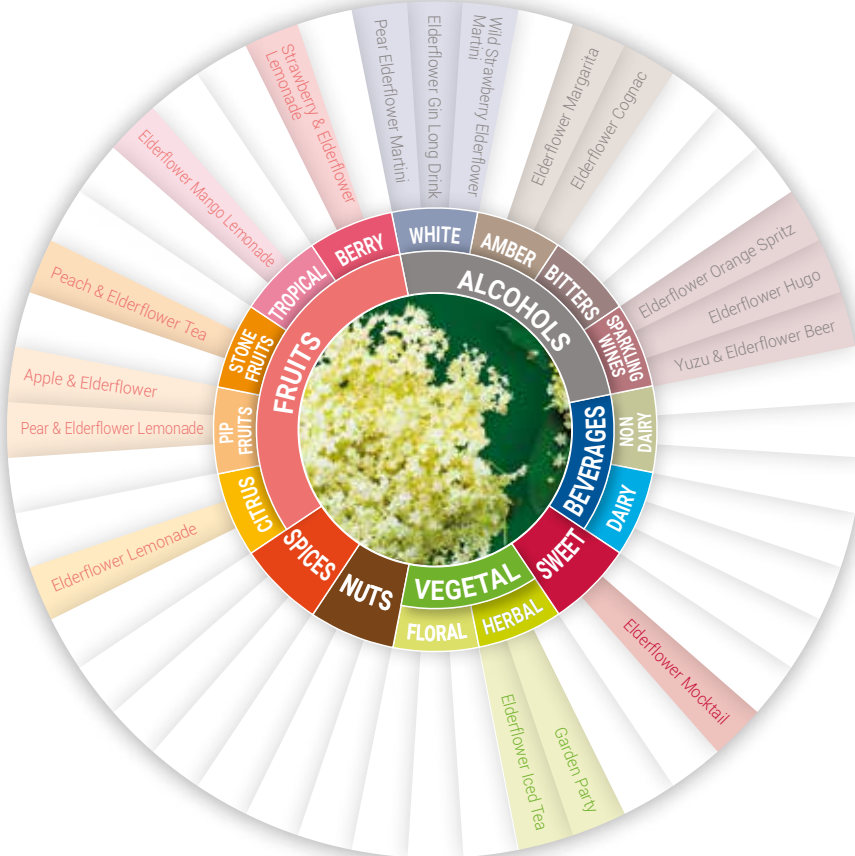 Pear Elderflower Martini
Elderflower Gin Long Drink
Wild Strawberry Elderflower
Martini
Elderflower Margarita
Elderflower Cognac
Elderflower Orange Spritz
Elderflower Hugo
Yuzu & Elderflower Beer
Elderflower Mocktail
Garden Party
Elderflower Iced Tea
Elderflower Lemonade
Pear & Elderflower Lemonade
Apple & Elderflower
Peach & Elderflower Tea
Elderflower Mango Lemonade
Strawberry & Elderflower
Lemonade
WHITE
AMBER
BITTERS
SPARKLING
WINES
NON
DAIRY
DAIRY
SWEET
HERBAL
FLORAL
NUTS
SPICES
CITRUS
PIP
FRUITS
STONE
FRUITS
TROPICAL
BERRY
ALCOHOLS
BEVERAGES
VEGETAL
FRUITS